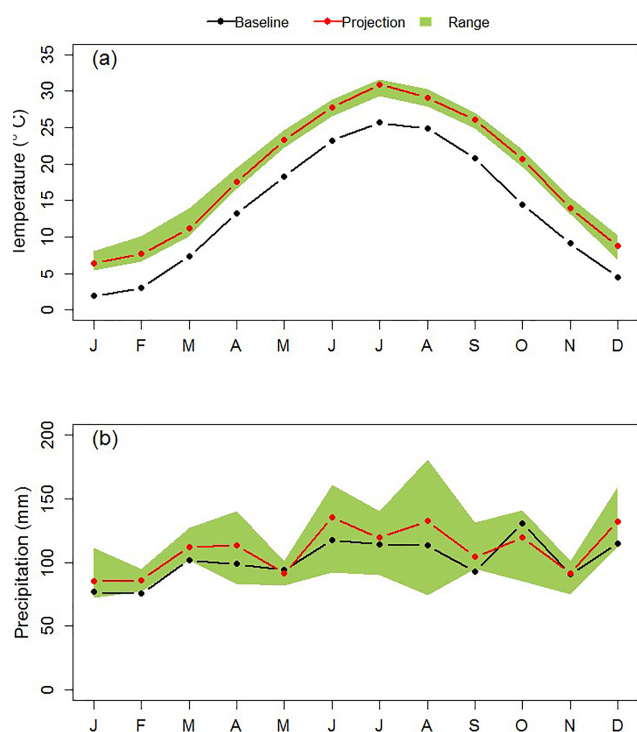 Baseline Projection Range
(a)
Temperature (° C)
35
30
25
20
15
10
5
0
J F M A M J J A S O N D
(b)
Precipitation (mm)
200
150
100
50
0
J F M A M J J A S O N D